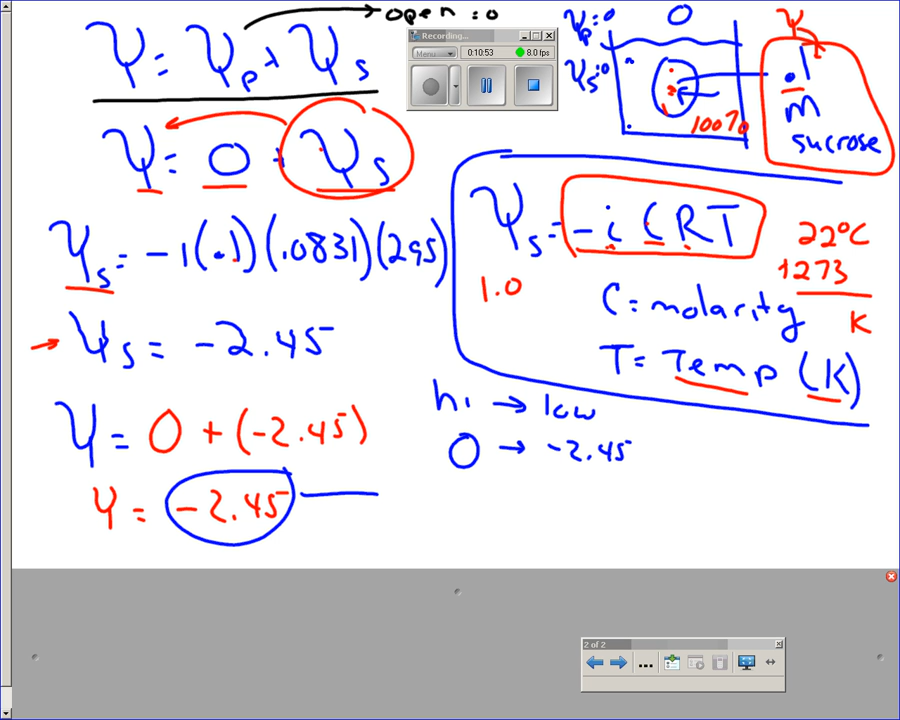 Ψ = Ψp + Ψs
open = 0
Recording...
Menu...
0:10:53
8.0 fps
Ψp = 0
0
Ψs = 0
100%
Ψ
.1
m
sucrose
Ψ = 0 + Ψs
Ψs = -1(.1)(.0831)(295)
Ψs = -2.45
Ψ = 0 + (-2.45)
Ψ = -2.45
Ψs = -iCRT
1.0
22°C
+273
K
C = molarity
T = Temp (K)
hi → low
0 → -2.45
2 of 2